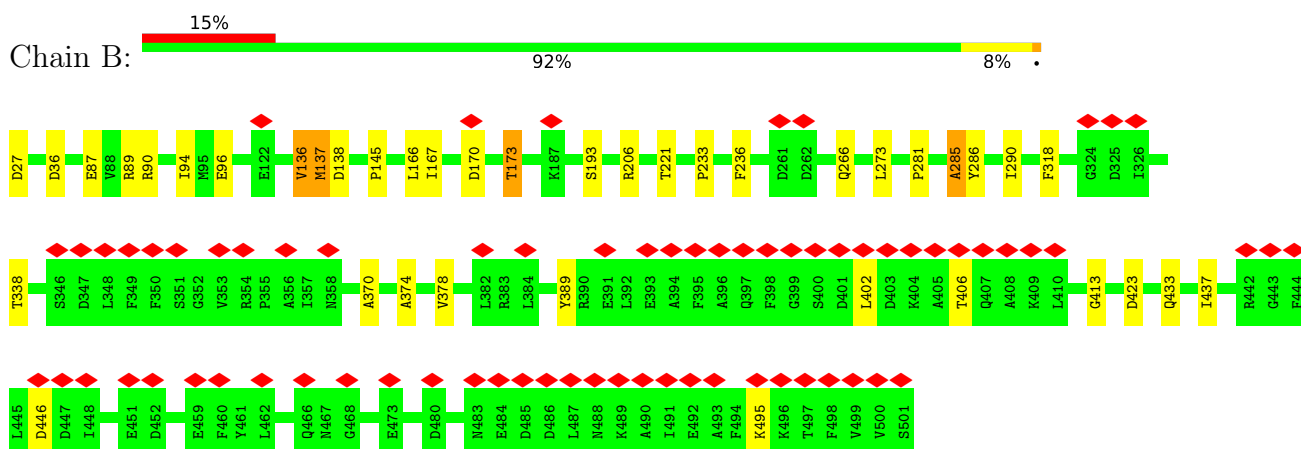 15%
Chain B:
92% 8% •
D27 D36 E87 V88 R89 R90 I94 M95 E96 E122 V136 M137 D138 P145 L166 I167 D170 T173 K187 S193 R206 T221 P233 F236 D261 D262 Q266 L273 P281 A285 Y286 I290 F318 G324 D325 I326
T338 S346 D347 L348 F349 F350 S351 G352 V353 R354 P355 A356 I357 N358 A370 A374 V378 L382 R383 L384 Y389 R390 E391 L392 E393 A394 F395 A396 Q397 F398 G399 S400 D401 L402 D403 K404 A405 T406 Q407 A408 K409 L410 G413 D423 Q433 I437 R442 G443 F444
L445 D446 D447 I448 E451 D452 E459 F460 Y461 L462 Q466 N467 G468 E473 D480 N483 E484 D485 D486 L487 N488 K489 A490 I491 E492 A493 F494 K495 K496 T497 F498 V499 V500 S501